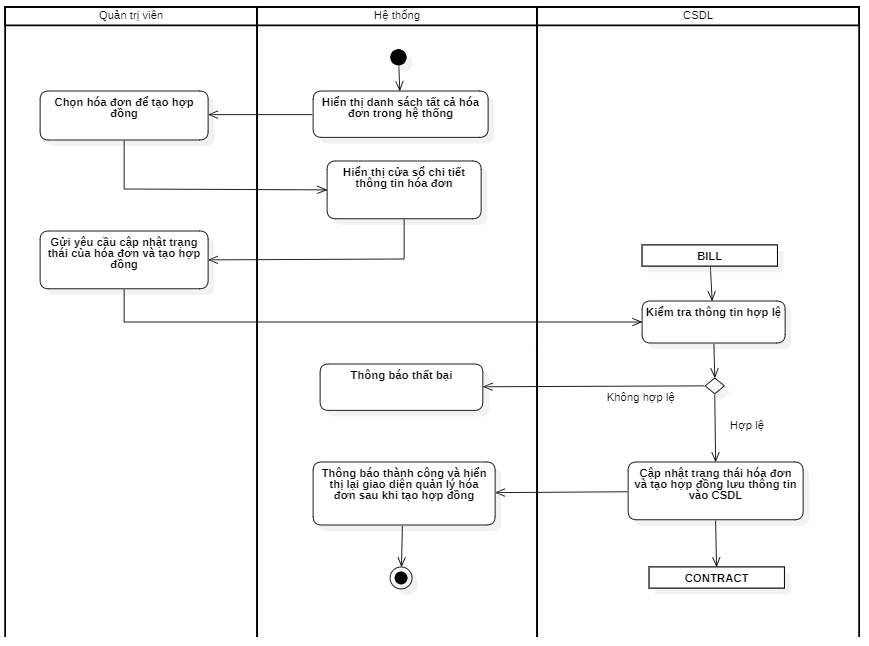 Quản trị viên
Hệ thống
CSDL
Chọn hóa đơn để tạo hợp
đồng
Hiển thị danh sách tất cả hóa
đơn trong hệ thống
Hiển thị cửa sổ chi tiết
thông tin hóa đơn
Gửi yêu cầu cập nhật trạng
thái của hóa đơn và tạo hợp
đồng
BILL
Kiểm tra thông tin hợp lệ
Thông báo thất bại
Không hợp lệ
Hợp lệ
Thông báo thành công và hiển
thị lại giao diện quản lý hóa
đơn sau khi tạo hợp đồng
Cập nhật trạng thái hóa đơn
và tạo hợp đồng lưu thông tin
vào CSDL
CONTRACT